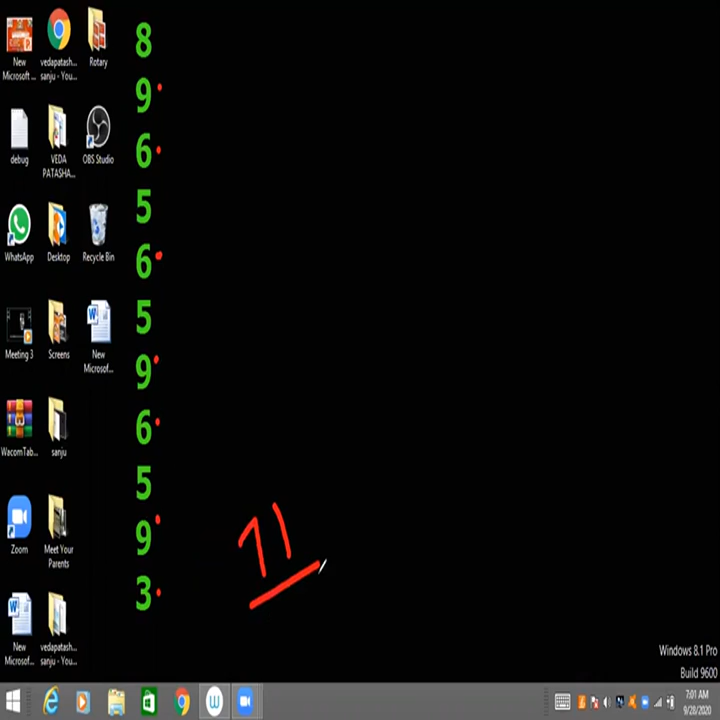 8
9
6
5
6
5
9
6
5
9
3
71
New Microsoft ...
vedapatash... sanju - You...
Rotary
debug
VEDA PATASHA...
OBS Studio
WhatsApp
Desktop
Recycle Bin
Meeting 3
Screens
New Microsof...
WacomTab...
sanju
Zoom
Meet Your Parents
New Microsof...
vedapatash... sanju - You...
Windows 8.1 Pro
Build 9600
7:01 AM
9/28/2020